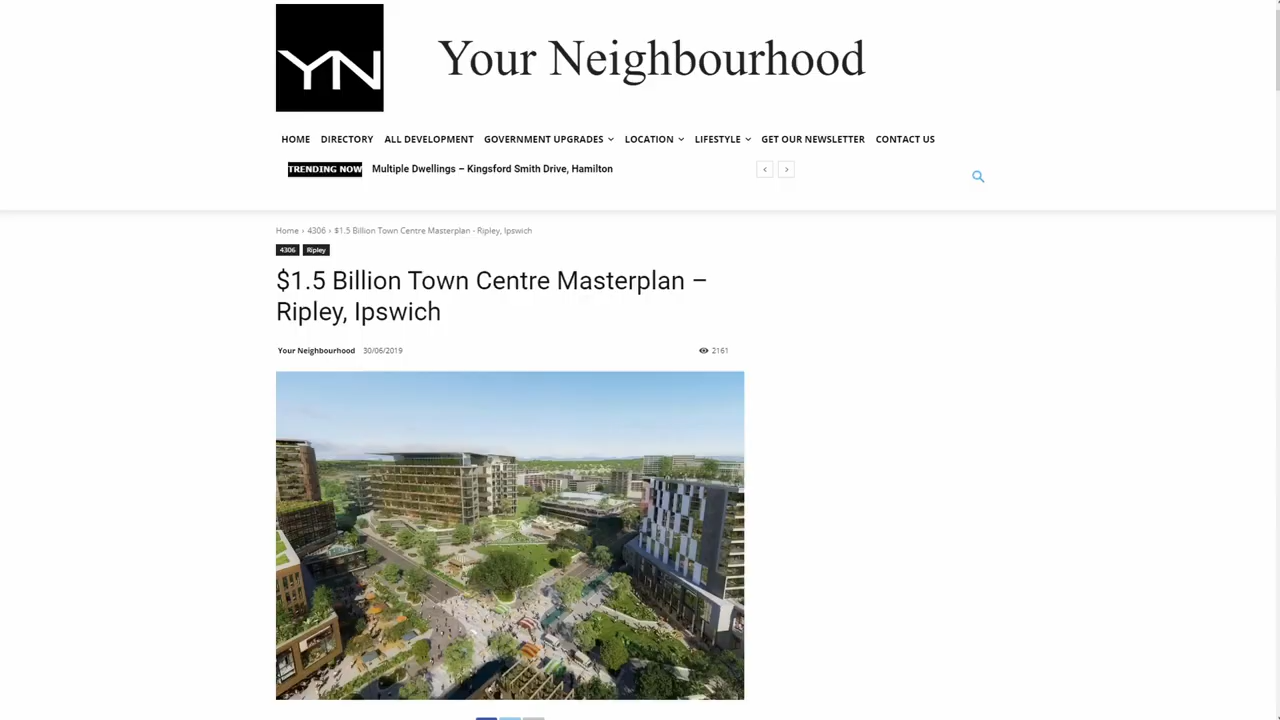 YN
Your Neighbourhood
HOME DIRECTORY ALL DEVELOPMENT GOVERNMENT UPGRADES LOCATION LIFESTYLE GET OUR NEWSLETTER CONTACT US
TRENDING NOW Multiple Dwellings – Kingsford Smith Drive, Hamilton
Home › 4306 › $1.5 Billion Town Centre Masterplan - Ripley, Ipswich
4306 Ripley
$1.5 Billion Town Centre Masterplan –
Ripley, Ipswich
Your Neighbourhood 30/06/2019 2161